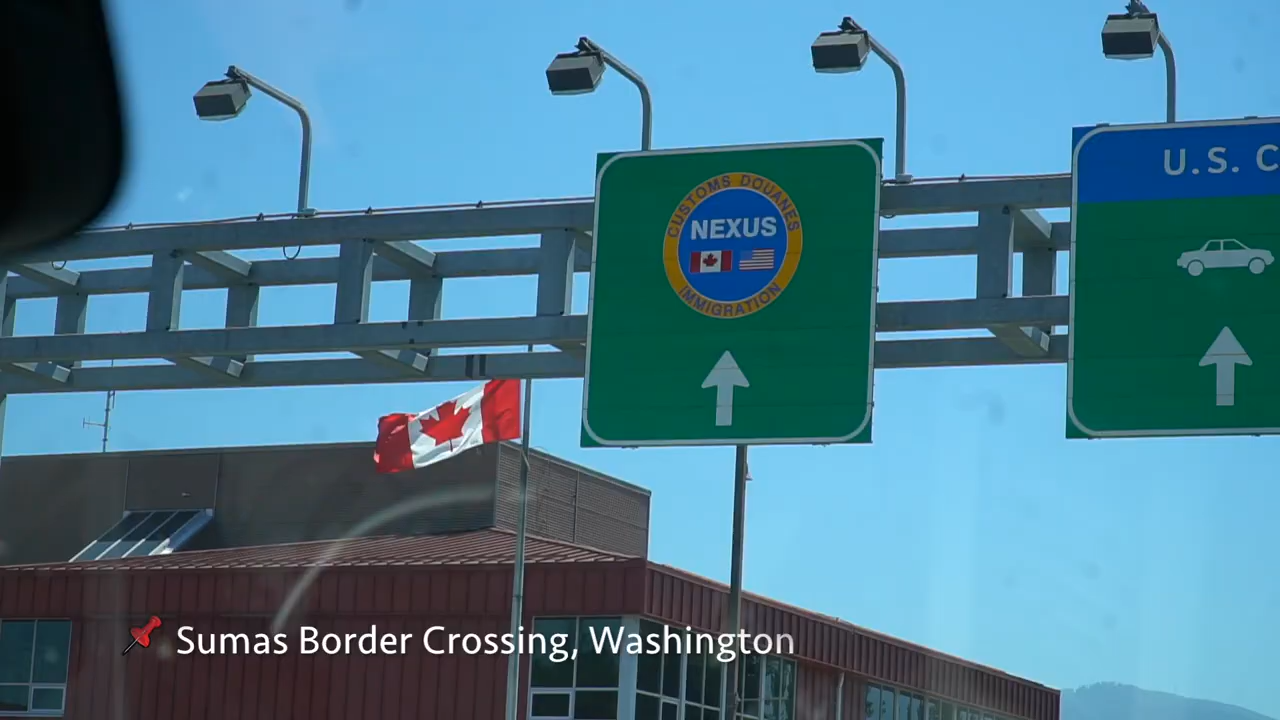 CUSTOMS DOUANES
NEXUS
IMMIGRATION
U.S. C
Sumas Border Crossing, Washington